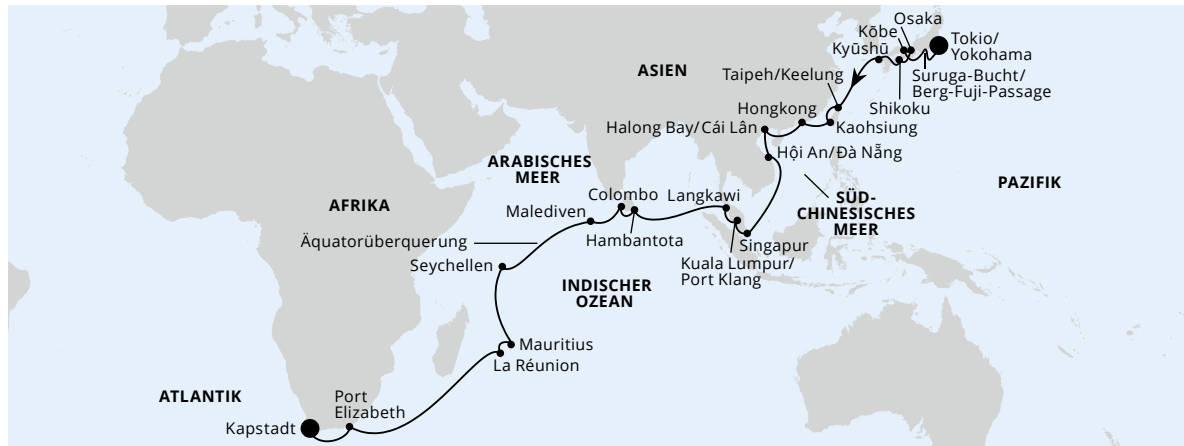 Osaka
Kōbe
Tokio/
Yokohama
Kyūshū
ASIEN
Taipeh/Keelung
Suruga-Bucht/
Berg-Fuji-Passage
Shikoku
Hongkong
Kaohsiung
Halong Bay/Cái Lân
Hội An/Đà Nẵng
ARABISCHES
MEER
PAZIFIK
Colombo
Langkawi
SÜD-
CHINESISCHES
MEER
AFRIKA
Malediven
Äquatorüberquerung
Hambantota
Singapur
Seychellen
Kuala Lumpur/
Port Klang
INDISCHER
OZEAN
Mauritius
La Réunion
ATLANTIK
Port
Elizabeth
Kapstadt